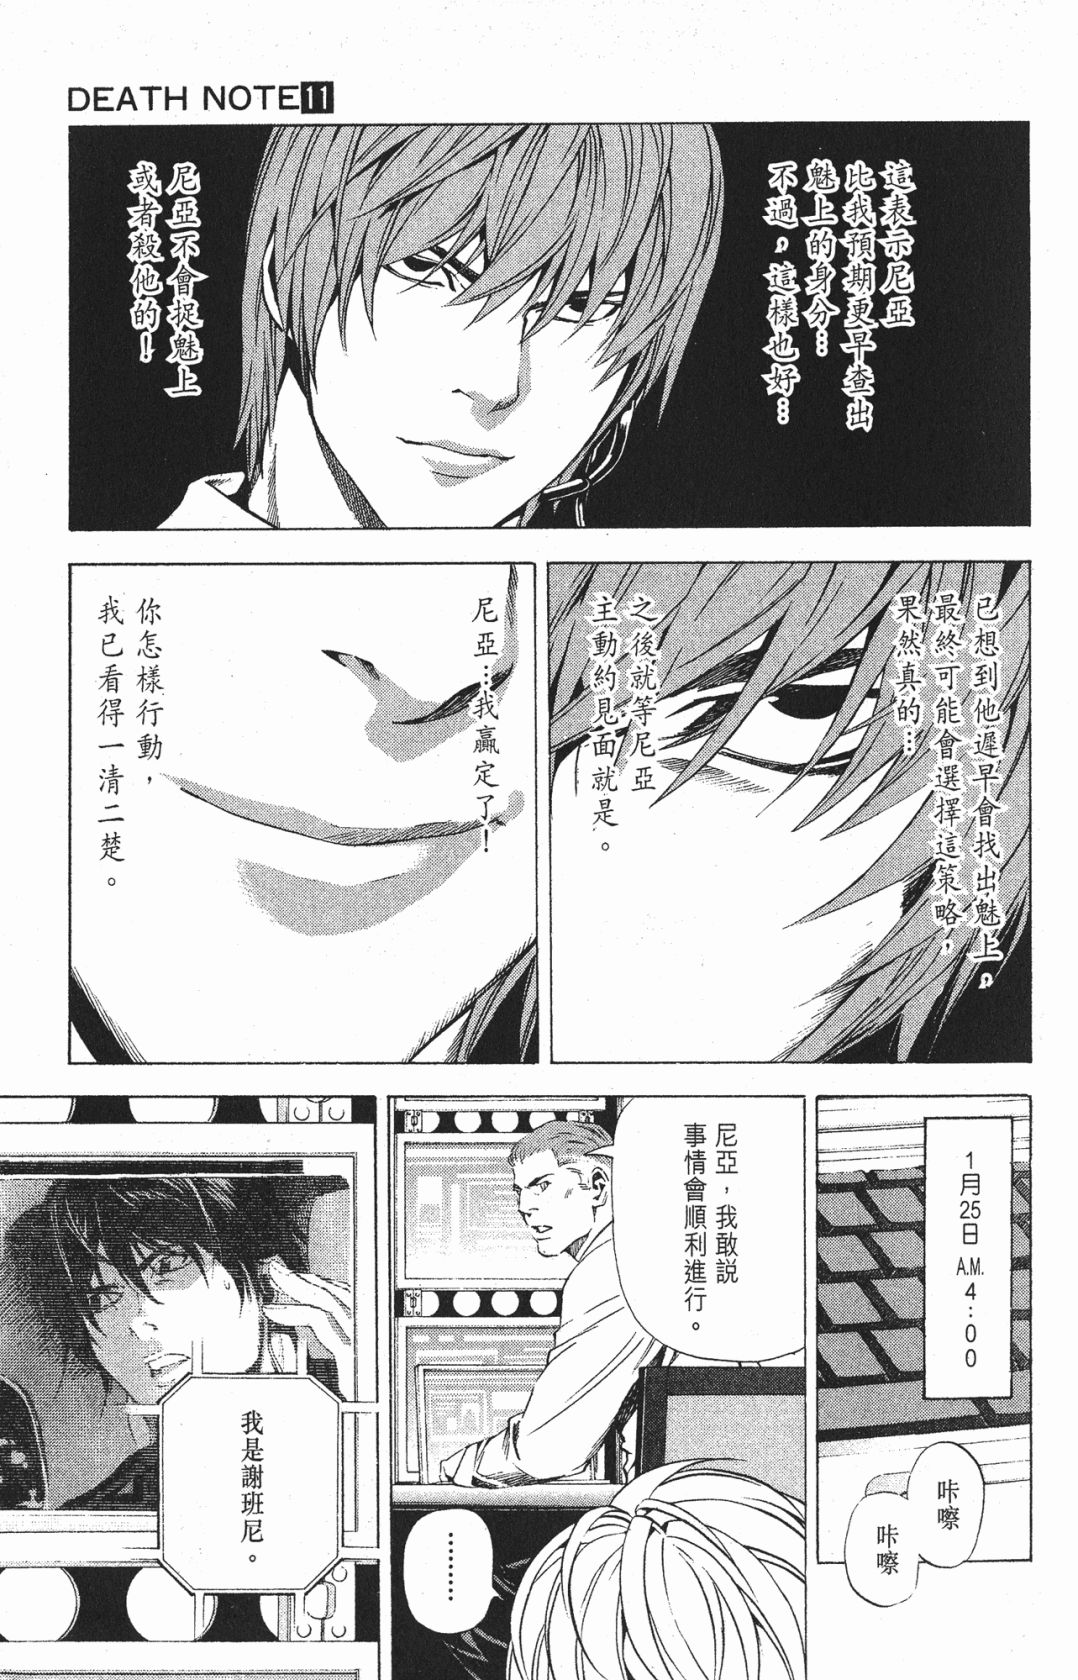 DEATH NOTE 11
這表示尼亞
比我預期更早查出
魅上的身分…
不過，這樣也好…
尼亞不會捉魅上
或者殺他的！
已想到他遲早會找出魅上，
最終可能會選擇這策略，
果然真的…
之後就等尼亞
主動約見面就是。
尼亞…我贏定了！
你怎樣行動，
我已看得一清二楚。
1月25日 A.M. 4：00
咔嚓
咔嚓
尼亞，我敢説
事情會順利進行。
………
我是謝班尼。